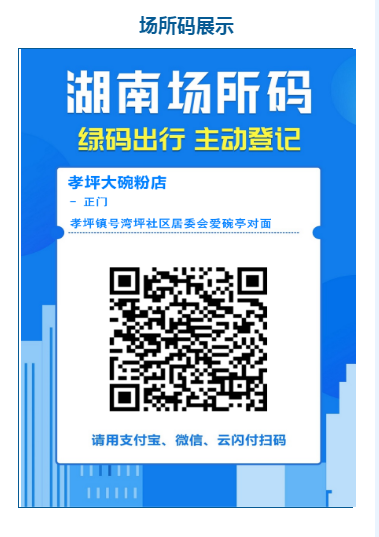 场所码展示
湖南场所码
绿码出行 主动登记
孝坪大碗粉店
- 正门
孝坪镇号湾坪社区居委会爱碗亭对面
请用支付宝、微信、云闪付扫码